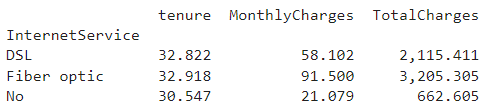 tenure MonthlyCharges TotalCharges
InternetService
DSL 32.822 58.102 2,115.411
Fiber optic 32.918 91.500 3,205.305
No 30.547 21.079 662.605